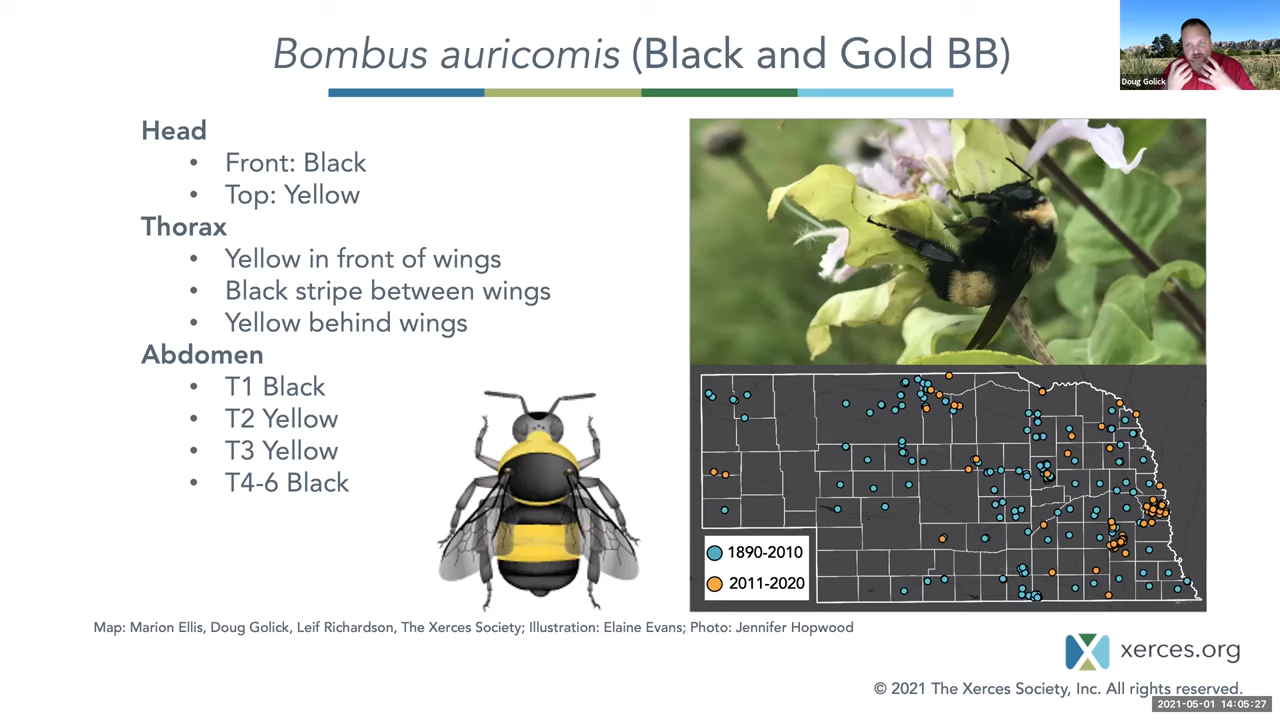 Bombus auricomis (Black and Gold BB)
Doug Golick
Head
• Front: Black
• Top: Yellow
Thorax
• Yellow in front of wings
• Black stripe between wings
• Yellow behind wings
Abdomen
• T1 Black
• T2 Yellow
• T3 Yellow
• T4-6 Black
1890-2010
2011-2020
Map: Marion Ellis, Doug Golick, Leif Richardson, The Xerces Society; Illustration: Elaine Evans; Photo: Jennifer Hopwood
xerces.org
© 2021 The Xerces Society, Inc. All rights reserved.
2021-05-01 14:05:27